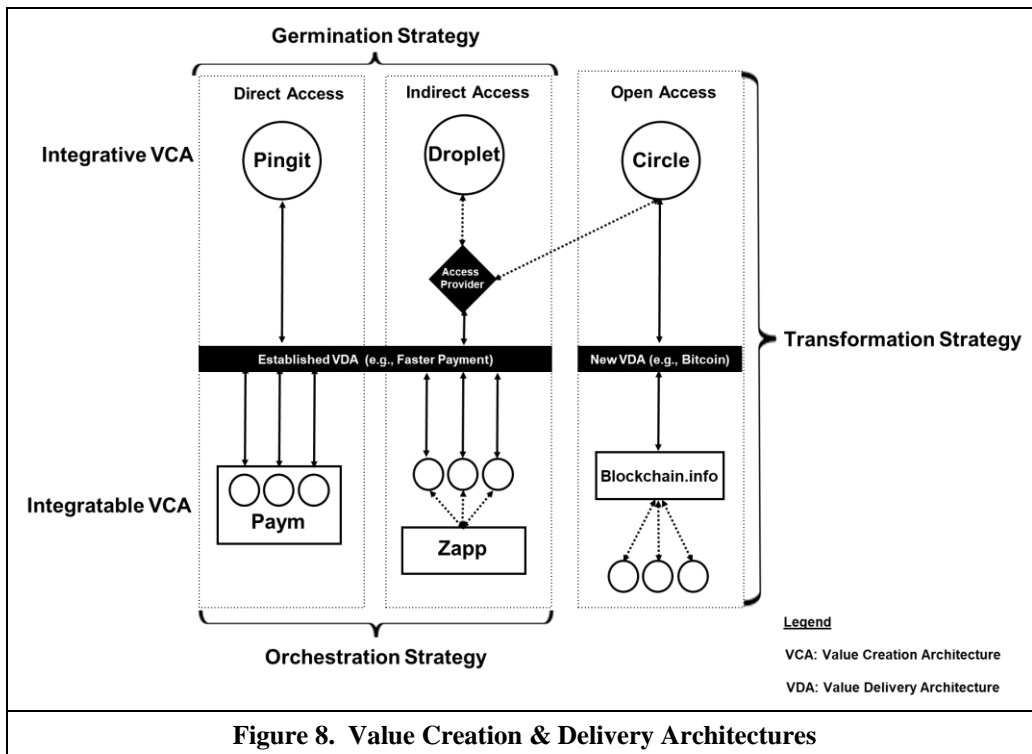 Germination Strategy
Direct Access
Indirect Access
Open Access
Integrative VCA
Pingit
Droplet
Circle
Access
Provider
Established VDA (e.g., Faster Payment)
New VDA (e.g., Bitcoin)
Transformation Strategy
Integratable VCA
Paym
Zapp
Blockchain.info
Orchestration Strategy
Legend
VCA: Value Creation Architecture
VDA: Value Delivery Architecture
Figure 8. Value Creation & Delivery Architectures